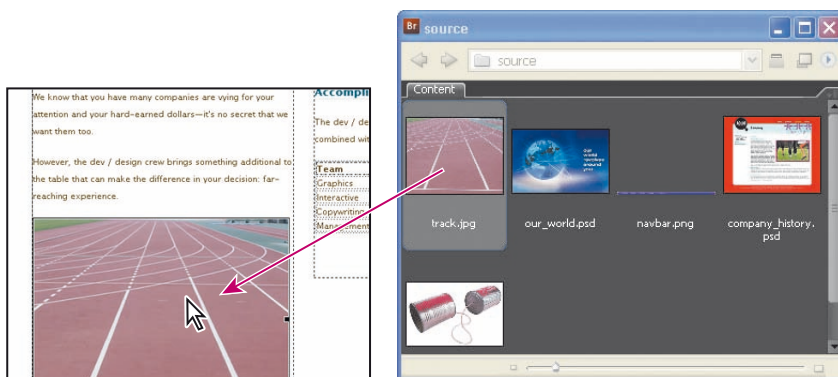 We know that you have many companies are vying for your
attention and your hard-earned dollars—it's no secret that we
want them too.
However, the dev / design crew brings something additional to
the table that can make the difference in your decision: far-
reaching experience.
Accompli
The dev / de
combined wit
Team
Graphics
Interactive
Copywriting
Management
Br source
source
Content
track.jpg
our_world.psd
navbar.png
company_history.
psd